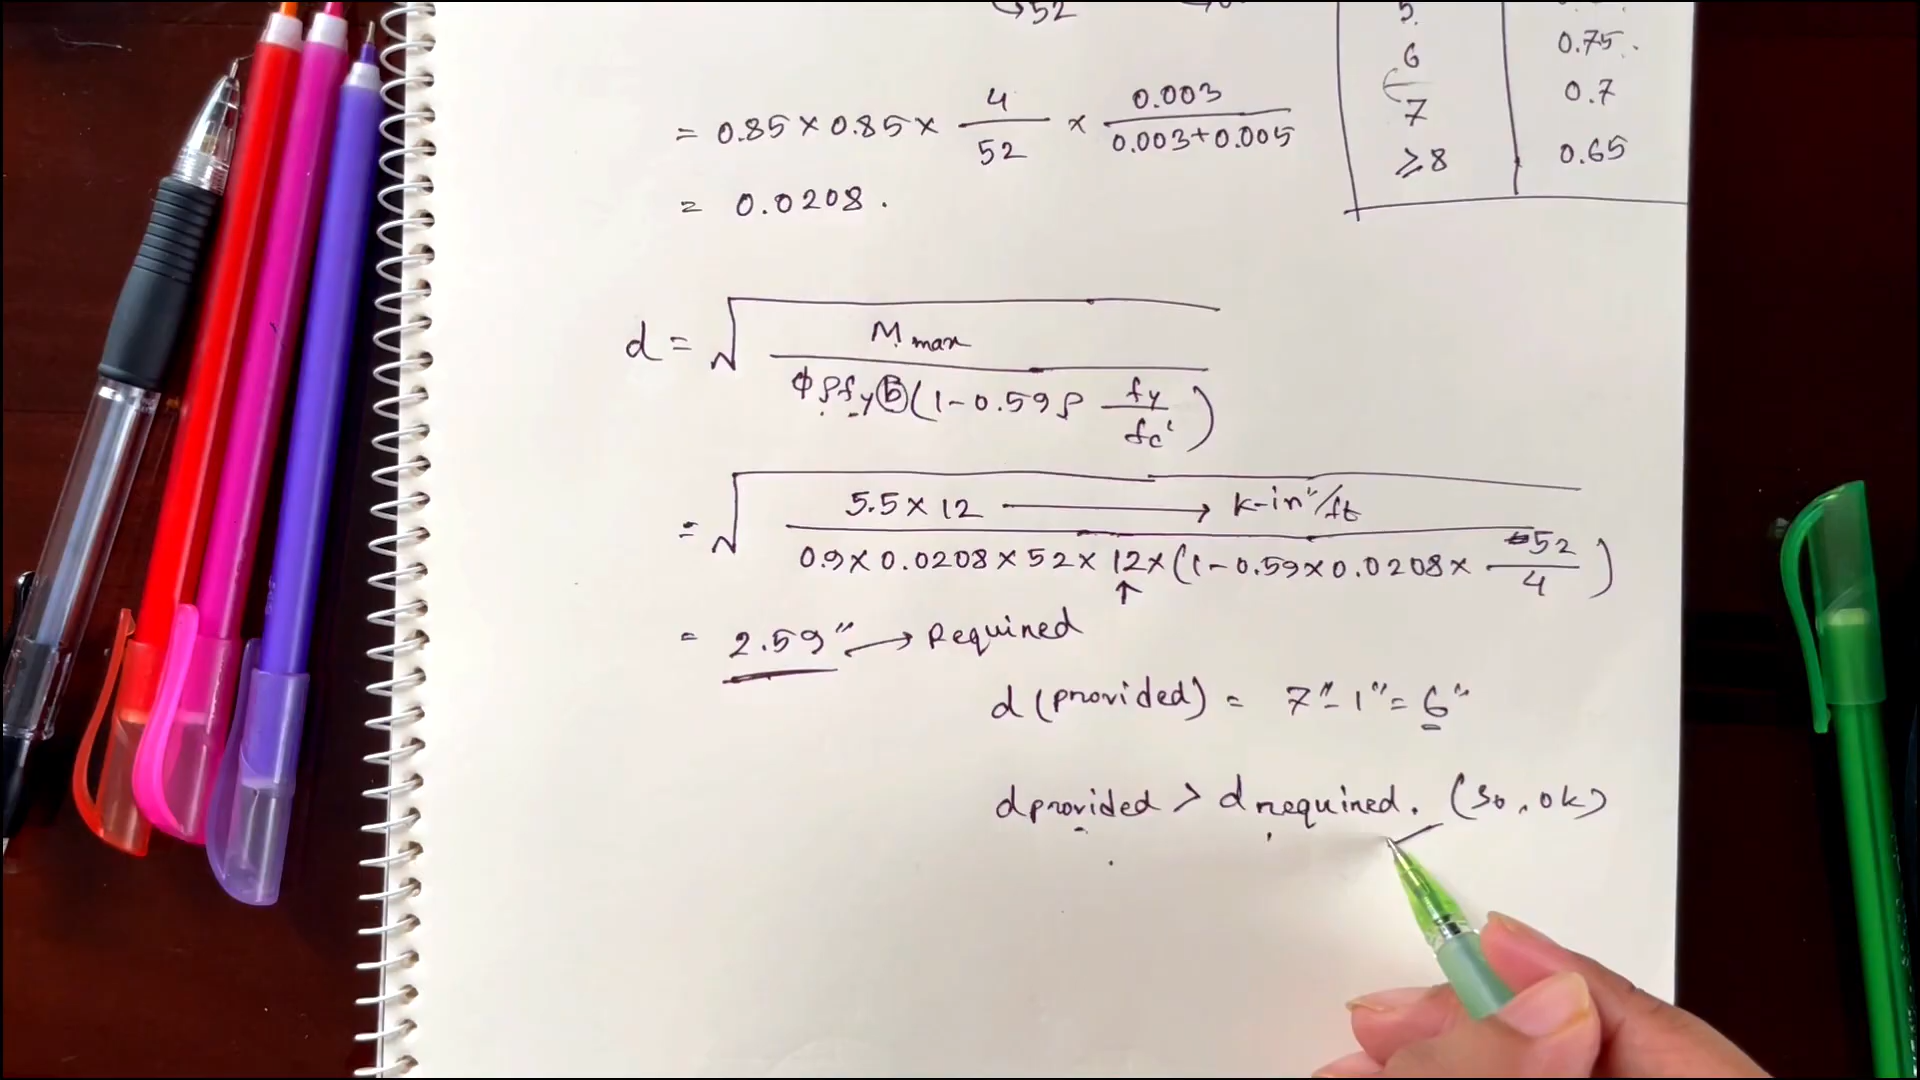 52
5.
6 0.75.
7 0.7
≥8 0.65
= 0.85 × 0.85 × 4/52 × 0.003/(0.003+0.005)
= 0.0208.
d = √(Mmax / ϕρfyb(1-0.59ρ fy/fc'))
= √(5.5×12 → k-in"/ft / 0.9×0.0208×52×12×(1-0.59×0.0208× 52/4))
↑
= 2.59" → Required
d (provided) = 7"-1" = 6"
dprovided > drequired. (So, ok)